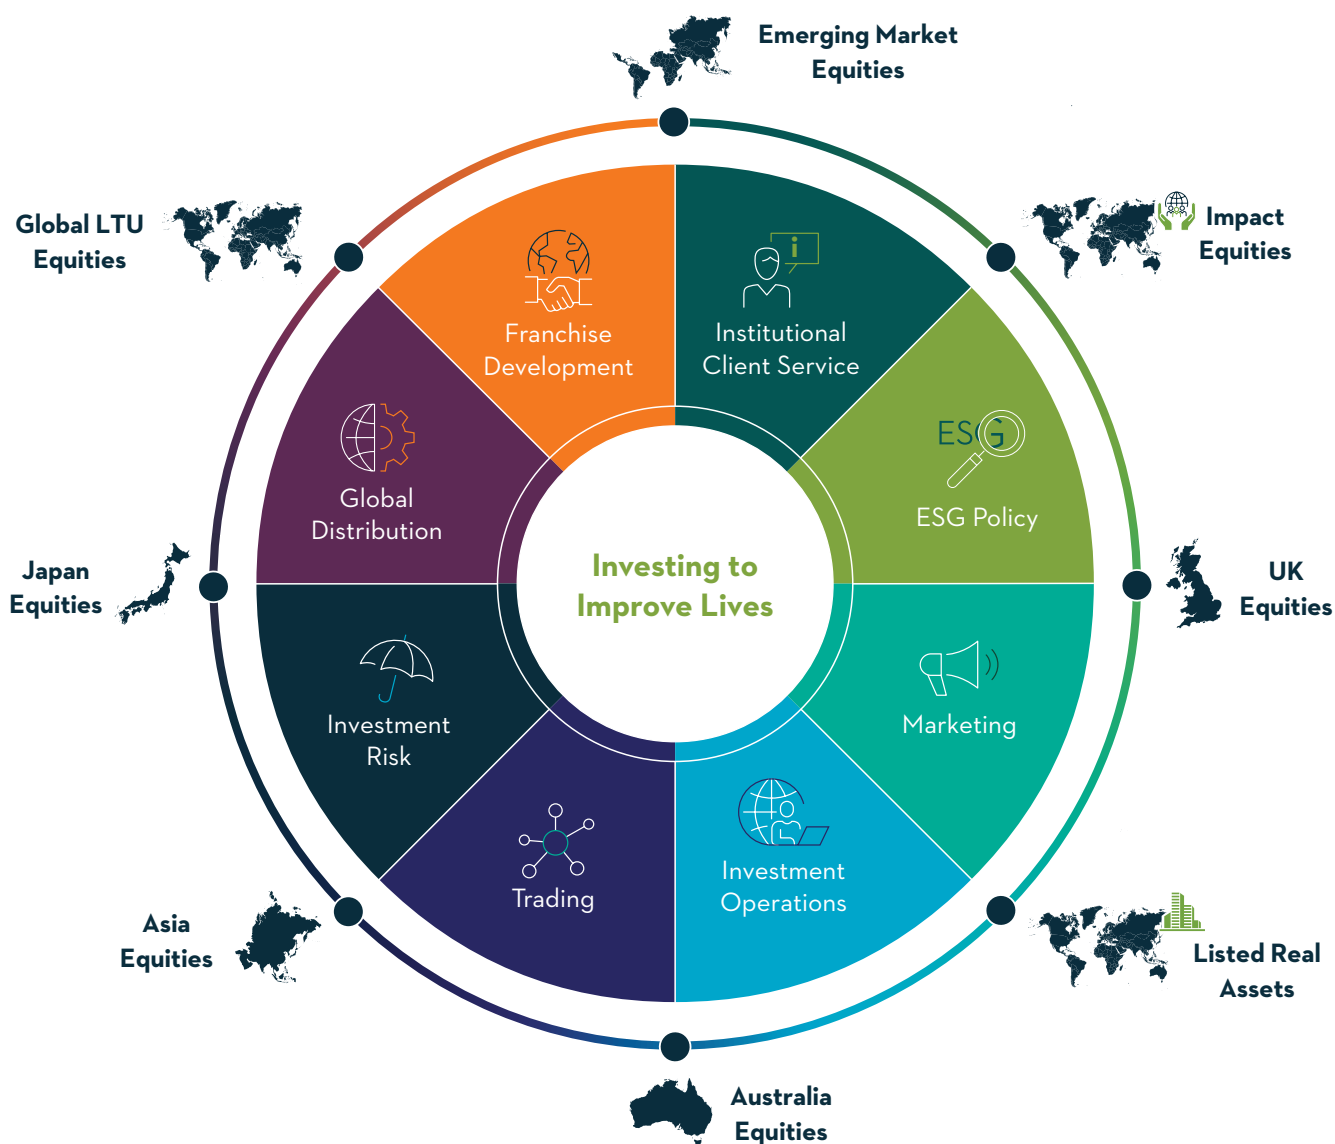 Emerging Market
Equities
Global LTU
Equities
Impact
Equities
Franchise
Development
i
Institutional
Client Service
Global
Distribution
ESG
ESG Policy
Investing to
Improve Lives
Japan
Equities
UK
Equities
Investment
Risk
Marketing
Trading
Investment
Operations
Asia
Equities
Listed Real
Assets
Australia
Equities